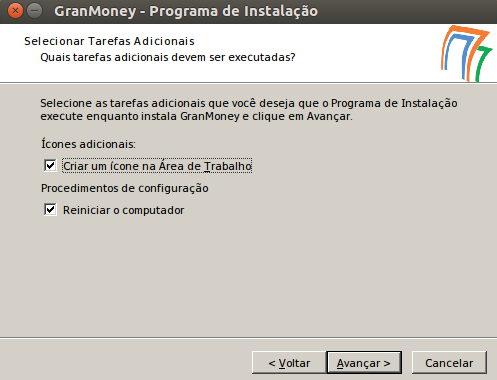 GranMoney - Programa de Instalação
Selecionar Tarefas Adicionais
Quais tarefas adicionais devem ser executadas?
Selecione as tarefas adicionais que você deseja que o Programa de Instalação
execute enquanto instala GranMoney e clique em Avançar.
Ícones adicionais:
Criar um ícone na Área de Trabalho
Procedimentos de configuração
Reiniciar o computador
< Voltar
Avançar >
Cancelar